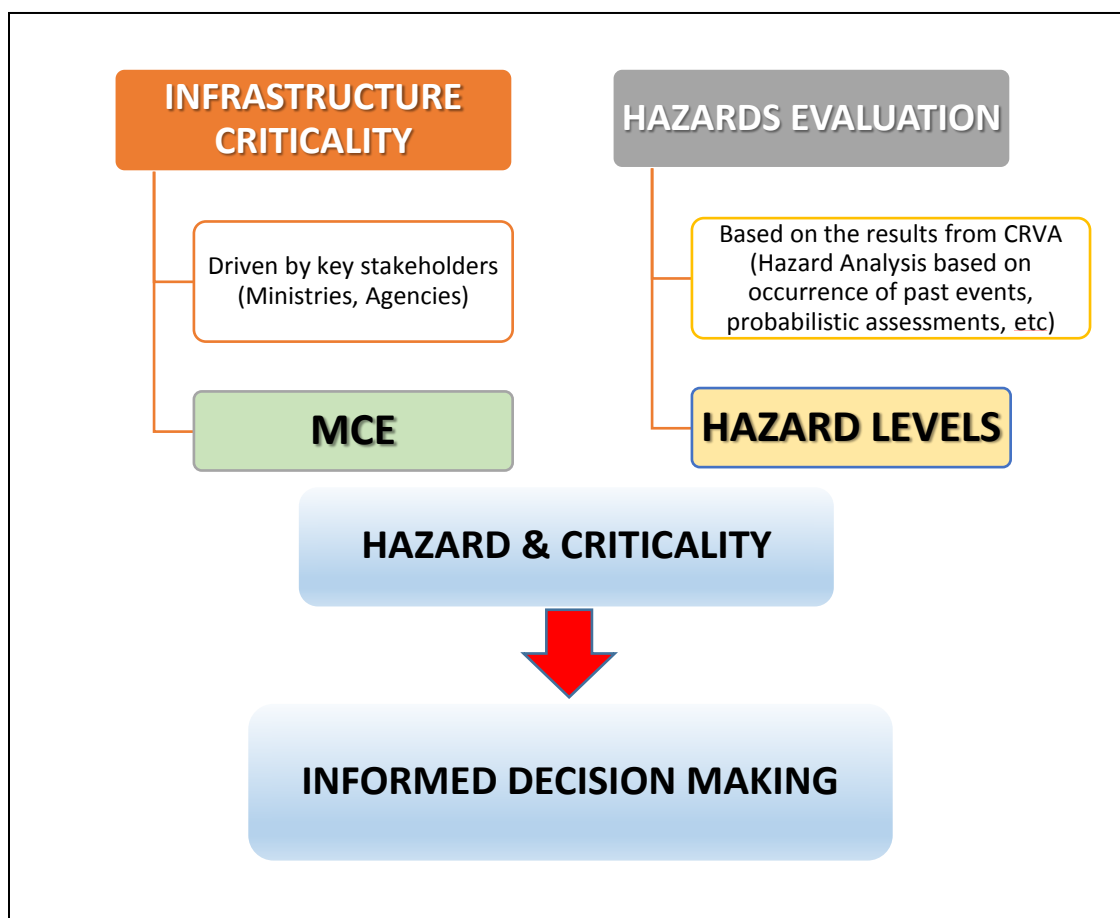 INFRASTRUCTURE
CRITICALITY
Driven by key stakeholders
(Ministries, Agencies)
MCE
HAZARDS EVALUATION
Based on the results from CRVA
(Hazard Analysis based on
occurrence of past events,
probabilistic assessments, etc)
HAZARD LEVELS
HAZARD & CRITICALITY
INFORMED DECISION MAKING